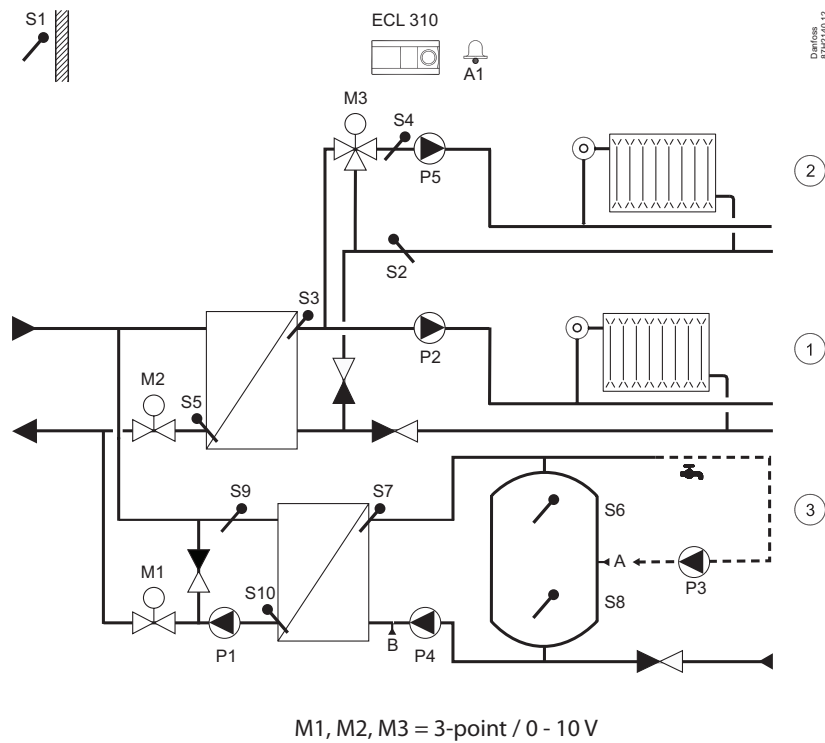 S1
ECL 310
A1
Danfoss
M3
S4
P5
2
S2
S3
P2
1
M2
S5
S9
S7
S6
3
A
P3
M1
S10
S8
P1
B
P4
M1, M2, M3 = 3-point / 0 - 10 V